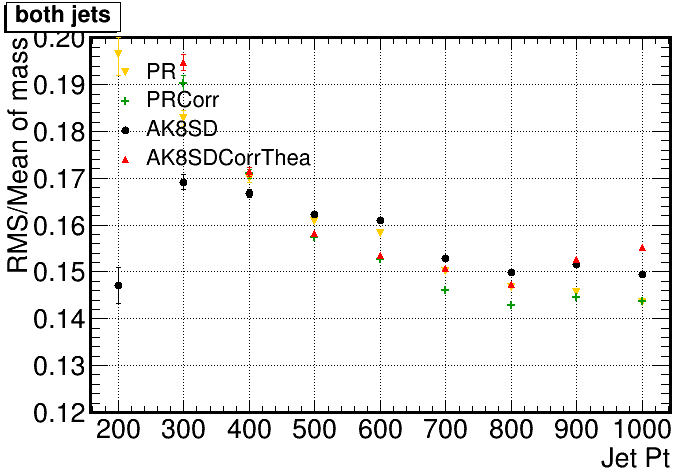 both jets
RMS/Mean of mass
0.20
0.19
0.18
0.17
0.16
0.15
0.14
0.13
0.12
PR
PRCorr
AK8SD
AK8SDCorrThea
200 300 400 500 600 700 800 900 1000
Jet Pt